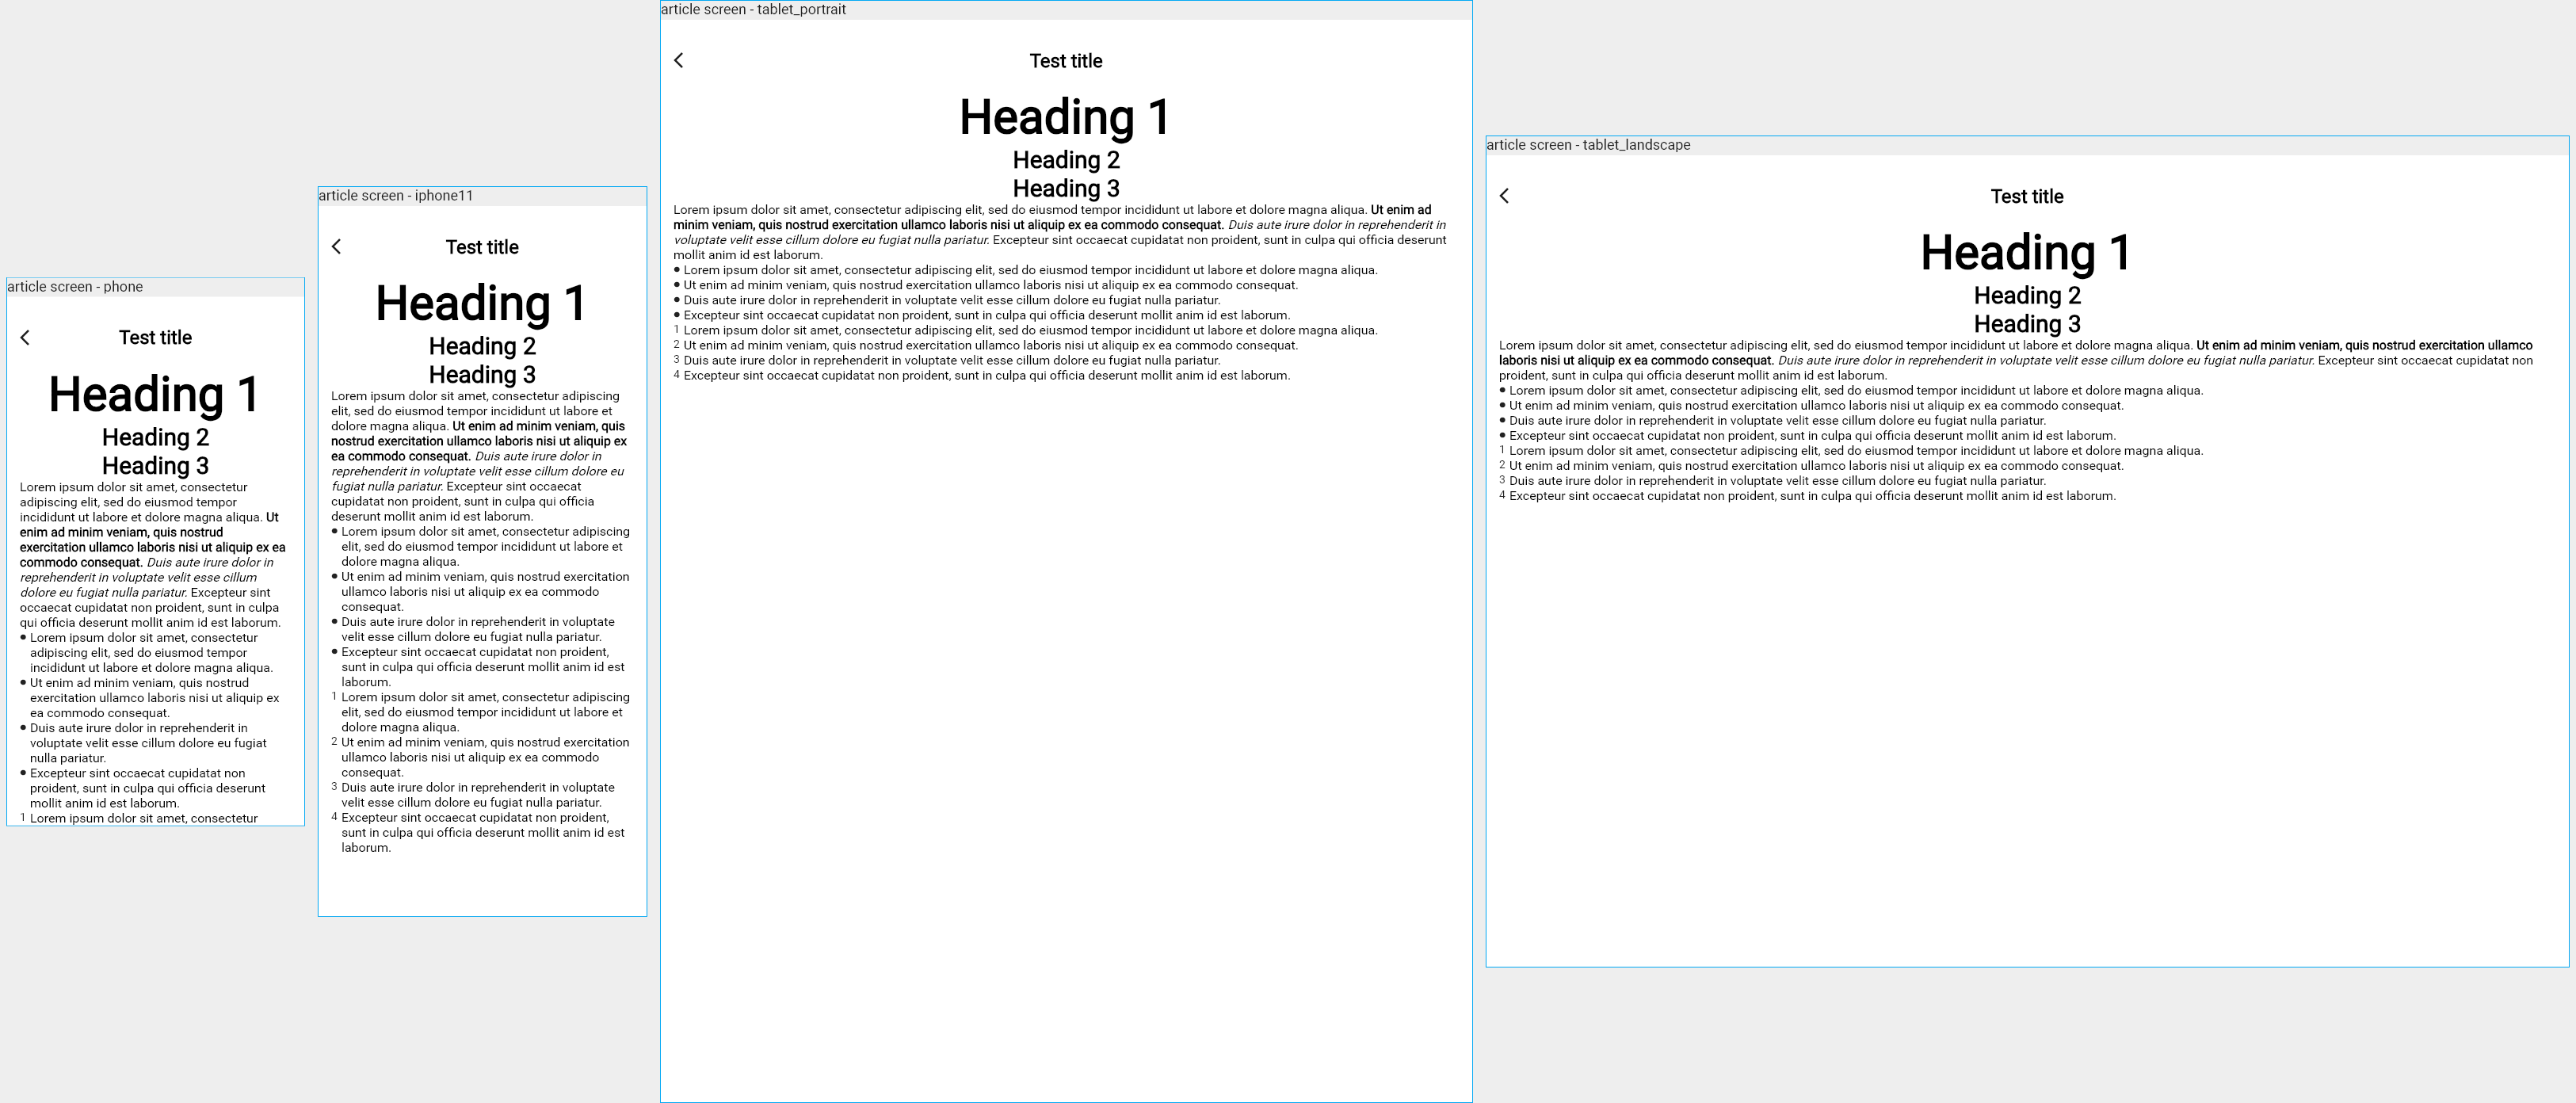 article screen - phone
Test title
Heading 1
Heading 2
Heading 3
Lorem ipsum dolor sit amet, consectetur
adipiscing elit, sed do eiusmod tempor
incididunt ut labore et dolore magna aliqua. Ut
enim ad minim veniam, quis nostrud
exercitation ullamco laboris nisi ut aliquip ex ea
commodo consequat. Duis aute irure dolor in
reprehenderit in voluptate velit esse cillum
dolore eu fugiat nulla pariatur. Excepteur sint
occaecat cupidatat non proident, sunt in culpa
qui officia deserunt mollit anim id est laborum.
● Lorem ipsum dolor sit amet, consectetur
adipiscing elit, sed do eiusmod tempor
incididunt ut labore et dolore magna aliqua.
● Ut enim ad minim veniam, quis nostrud
exercitation ullamco laboris nisi ut aliquip ex
ea commodo consequat.
● Duis aute irure dolor in reprehenderit in
voluptate velit esse cillum dolore eu fugiat
nulla pariatur.
● Excepteur sint occaecat cupidatat non
proident, sunt in culpa qui officia deserunt
mollit anim id est laborum.
1 Lorem ipsum dolor sit amet, consectetur
article screen - iphone11
Test title
Heading 1
Heading 2
Heading 3
Lorem ipsum dolor sit amet, consectetur adipiscing
elit, sed do eiusmod tempor incididunt ut labore et
dolore magna aliqua. Ut enim ad minim veniam, quis
nostrud exercitation ullamco laboris nisi ut aliquip ex
ea commodo consequat. Duis aute irure dolor in
reprehenderit in voluptate velit esse cillum dolore eu
fugiat nulla pariatur. Excepteur sint occaecat
cupidatat non proident, sunt in culpa qui officia
deserunt mollit anim id est laborum.
● Lorem ipsum dolor sit amet, consectetur adipiscing
elit, sed do eiusmod tempor incididunt ut labore et
dolore magna aliqua.
● Ut enim ad minim veniam, quis nostrud exercitation
ullamco laboris nisi ut aliquip ex ea commodo
consequat.
● Duis aute irure dolor in reprehenderit in voluptate
velit esse cillum dolore eu fugiat nulla pariatur.
● Excepteur sint occaecat cupidatat non proident,
sunt in culpa qui officia deserunt mollit anim id est
laborum.
1 Lorem ipsum dolor sit amet, consectetur adipiscing
elit, sed do eiusmod tempor incididunt ut labore et
dolore magna aliqua.
2 Ut enim ad minim veniam, quis nostrud exercitation
ullamco laboris nisi ut aliquip ex ea commodo
consequat.
3 Duis aute irure dolor in reprehenderit in voluptate
velit esse cillum dolore eu fugiat nulla pariatur.
4 Excepteur sint occaecat cupidatat non proident,
sunt in culpa qui officia deserunt mollit anim id est
laborum.
article screen - tablet_portrait
Test title
Heading 1
Heading 2
Heading 3
Lorem ipsum dolor sit amet, consectetur adipiscing elit, sed do eiusmod tempor incididunt ut labore et dolore magna aliqua. Ut enim ad
minim veniam, quis nostrud exercitation ullamco laboris nisi ut aliquip ex ea commodo consequat. Duis aute irure dolor in reprehenderit in
voluptate velit esse cillum dolore eu fugiat nulla pariatur. Excepteur sint occaecat cupidatat non proident, sunt in culpa qui officia deserunt
mollit anim id est laborum.
● Lorem ipsum dolor sit amet, consectetur adipiscing elit, sed do eiusmod tempor incididunt ut labore et dolore magna aliqua.
● Ut enim ad minim veniam, quis nostrud exercitation ullamco laboris nisi ut aliquip ex ea commodo consequat.
● Duis aute irure dolor in reprehenderit in voluptate velit esse cillum dolore eu fugiat nulla pariatur.
● Excepteur sint occaecat cupidatat non proident, sunt in culpa qui officia deserunt mollit anim id est laborum.
1 Lorem ipsum dolor sit amet, consectetur adipiscing elit, sed do eiusmod tempor incididunt ut labore et dolore magna aliqua.
2 Ut enim ad minim veniam, quis nostrud exercitation ullamco laboris nisi ut aliquip ex ea commodo consequat.
3 Duis aute irure dolor in reprehenderit in voluptate velit esse cillum dolore eu fugiat nulla pariatur.
4 Excepteur sint occaecat cupidatat non proident, sunt in culpa qui officia deserunt mollit anim id est laborum.
article screen - tablet_landscape
Test title
Heading 1
Heading 2
Heading 3
Lorem ipsum dolor sit amet, consectetur adipiscing elit, sed do eiusmod tempor incididunt ut labore et dolore magna aliqua. Ut enim ad minim veniam, quis nostrud exercitation ullamco
laboris nisi ut aliquip ex ea commodo consequat. Duis aute irure dolor in reprehenderit in voluptate velit esse cillum dolore eu fugiat nulla pariatur. Excepteur sint occaecat cupidatat non
proident, sunt in culpa qui officia deserunt mollit anim id est laborum.
● Lorem ipsum dolor sit amet, consectetur adipiscing elit, sed do eiusmod tempor incididunt ut labore et dolore magna aliqua.
● Ut enim ad minim veniam, quis nostrud exercitation ullamco laboris nisi ut aliquip ex ea commodo consequat.
● Duis aute irure dolor in reprehenderit in voluptate velit esse cillum dolore eu fugiat nulla pariatur.
● Excepteur sint occaecat cupidatat non proident, sunt in culpa qui officia deserunt mollit anim id est laborum.
1 Lorem ipsum dolor sit amet, consectetur adipiscing elit, sed do eiusmod tempor incididunt ut labore et dolore magna aliqua.
2 Ut enim ad minim veniam, quis nostrud exercitation ullamco laboris nisi ut aliquip ex ea commodo consequat.
3 Duis aute irure dolor in reprehenderit in voluptate velit esse cillum dolore eu fugiat nulla pariatur.
4 Excepteur sint occaecat cupidatat non proident, sunt in culpa qui officia deserunt mollit anim id est laborum.